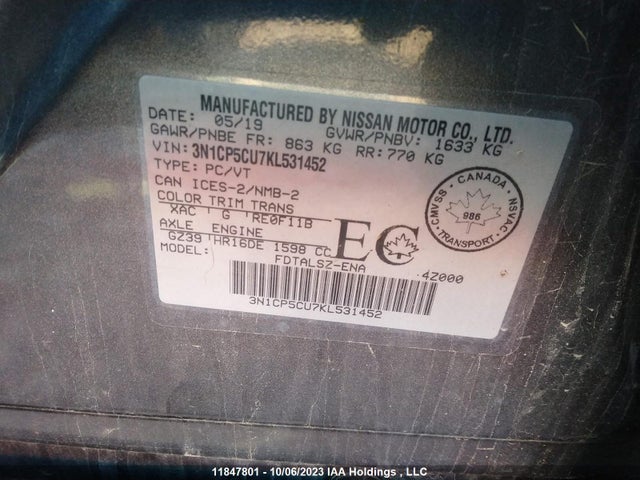 MANUFACTURED BY NISSAN MOTOR CO., LTD.
DATE: 05/19 GVWR/PNBV: 1633 KG
GAWR/PNBE FR: 863 KG RR: 770 KG
VIN: 3N1CP5CU7KL531452
TYPE: PC/VT
CAN ICES-2/NMB-2
COLOR TRIM TRANS
XAC G RE0F11B
AXLE ENGINE
GZ39 HR16DE 1598 CC
MODEL: FDTALSZ-ENA
4Z000
EC
CMVSS · CANADA · NSVAC
986
TRANSPORT
3N1CP5CU7KL531452
11847801 - 10/06/2023 IAA Holdings , LLC